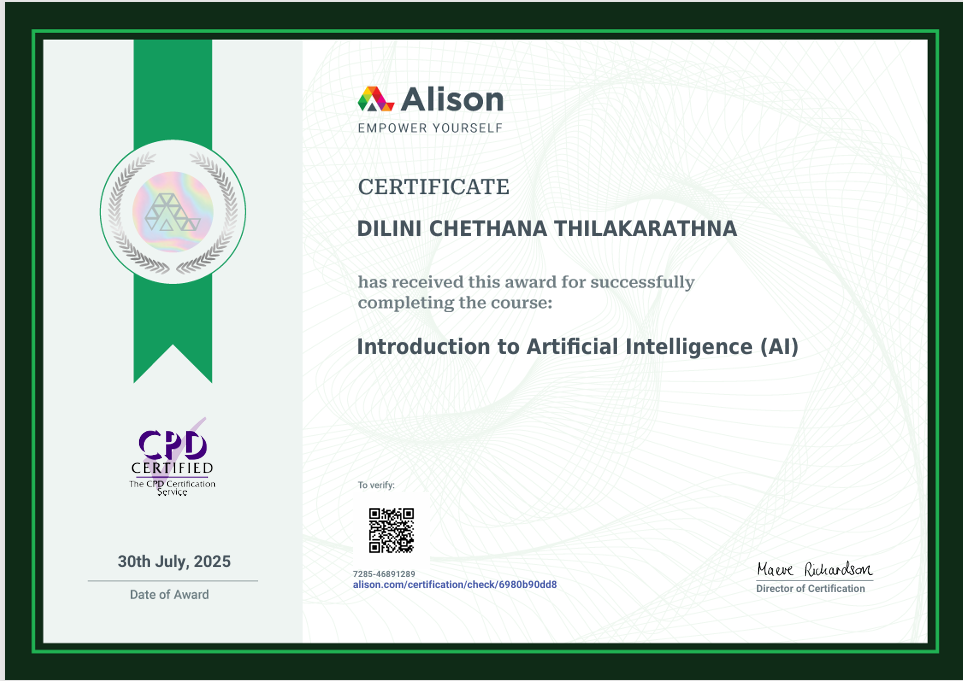 Alison
EMPOWER YOURSELF
CERTIFICATE
DILINI CHETHANA THILAKARATHNA
has received this award for successfully
completing the course:
Introduction to Artificial Intelligence (AI)
CPD
CERTIFIED
The CPD Certification
Service
30th July, 2025
Date of Award
To verify:
7285-46891289
alison.com/certification/check/6980b90dd8
Maeve Richardson
Director of Certification